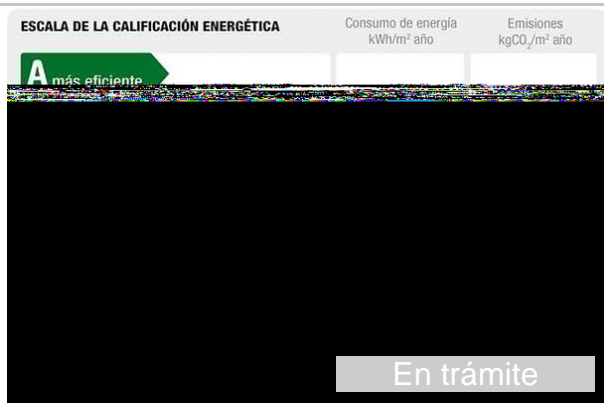 ESCALA DE LA CALIFICACIÓN ENERGÉTICA
Consumo de energía
kWh/m² año
Emisiones
kgCO₂/m² año
A más eficiente
En trámite